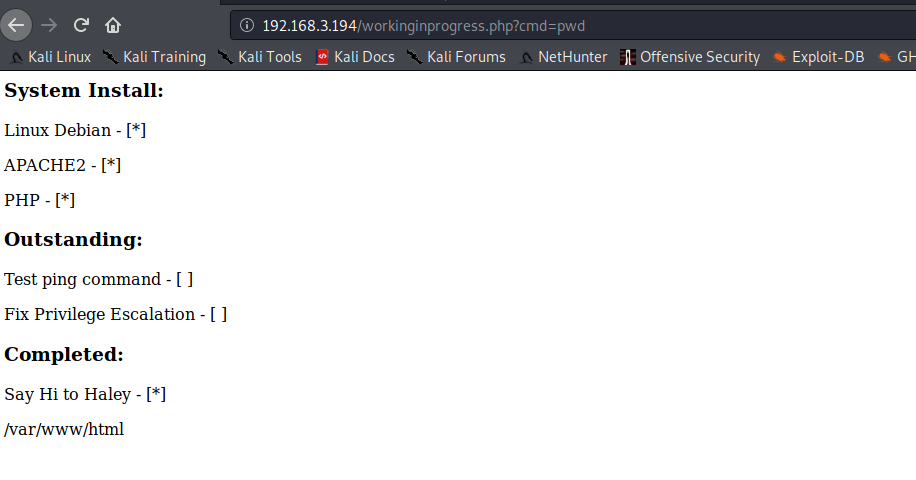 192.168.3.194/workinginprogress.php?cmd=pwd
Kali Linux Kali Training Kali Tools Kali Docs Kali Forums NetHunter Offensive Security Exploit-DB GH
System Install:
Linux Debian - [*]
APACHE2 - [*]
PHP - [*]
Outstanding:
Test ping command - [ ]
Fix Privilege Escalation - [ ]
Completed:
Say Hi to Haley - [*]
/var/www/html